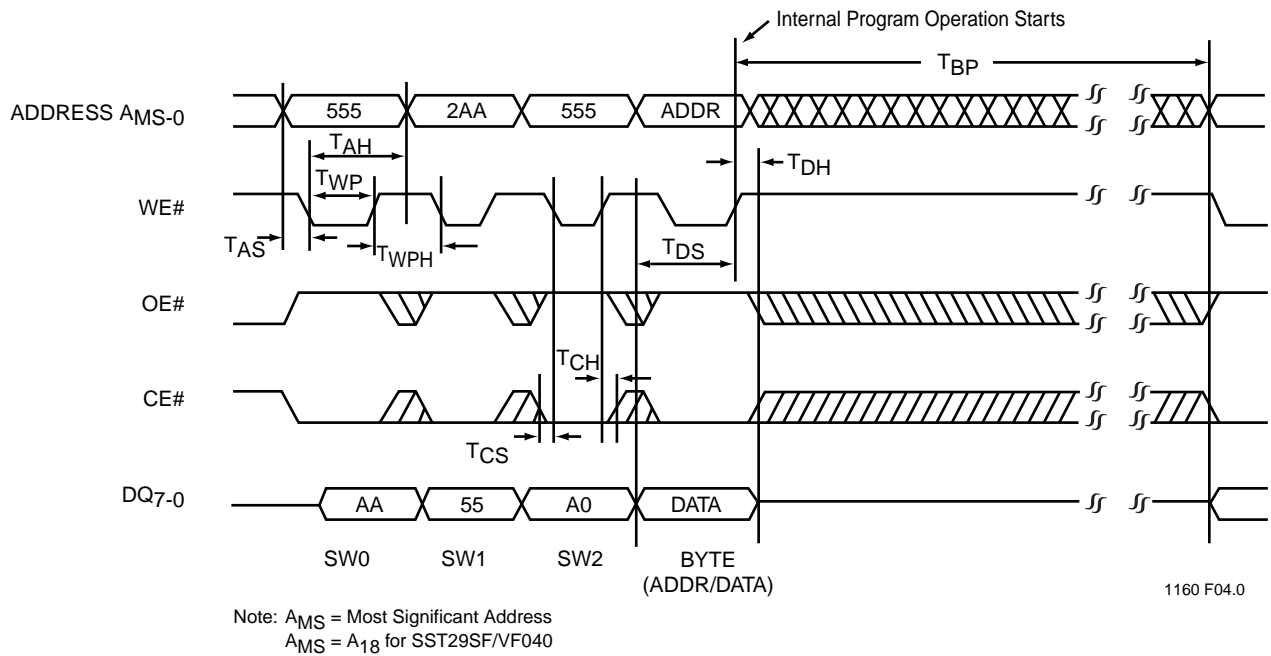 Internal Program Operation Starts
TBP
ADDRESS AMS-0
555
2AA
555
ADDR
TAH
TDH
TWP
WE#
TAS
TWPH
TDS
OE#
TCH
CE#
TCS
DQ7-0
AA
55
A0
DATA
SW0
SW1
SW2
BYTE
(ADDR/DATA)
1160 F04.0
Note: AMS = Most Significant Address
AMS = A18 for SST29SF/VF040